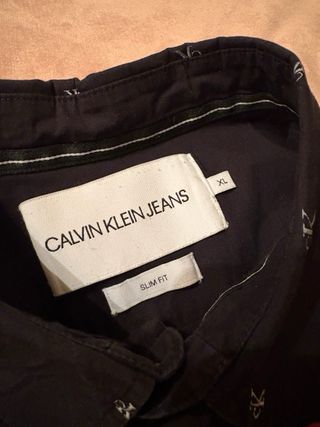 CALVIN KLEIN JEANS
XL
SLIM FIT